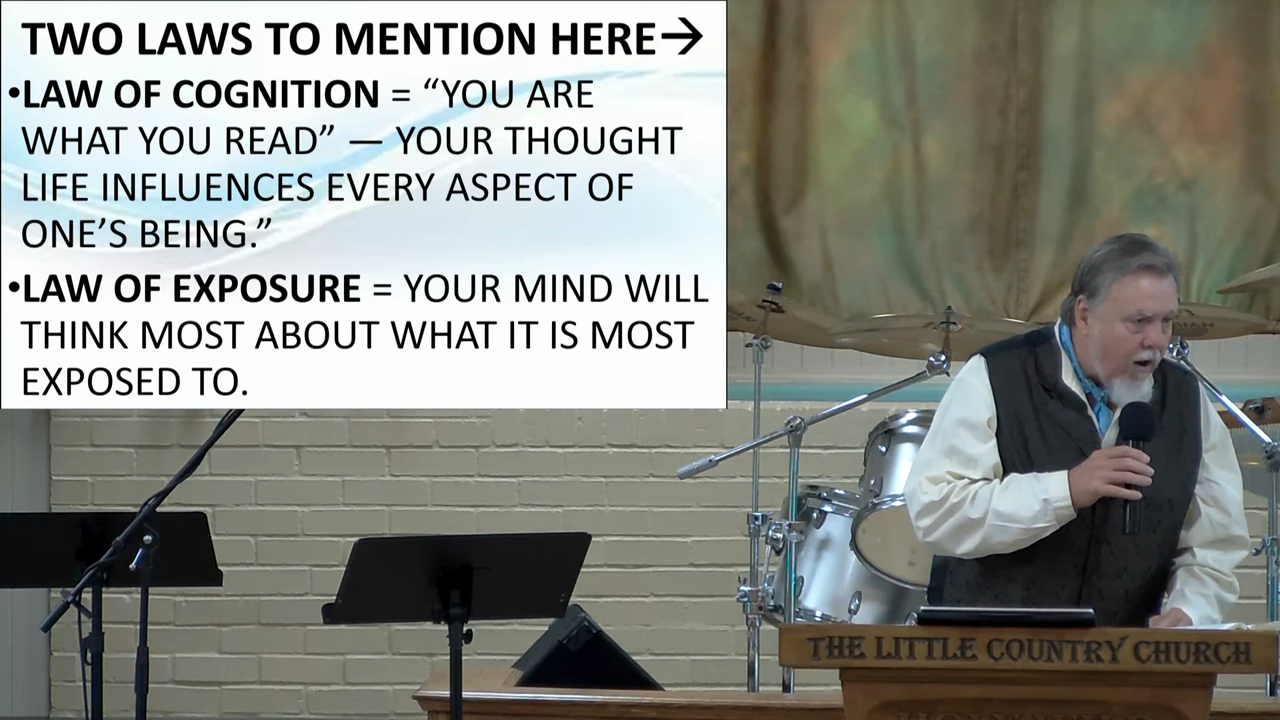 TWO LAWS TO MENTION HERE→
•LAW OF COGNITION = “YOU ARE
WHAT YOU READ” — YOUR THOUGHT
LIFE INFLUENCES EVERY ASPECT OF
ONE’S BEING.”
•LAW OF EXPOSURE = YOUR MIND WILL
THINK MOST ABOUT WHAT IT IS MOST
EXPOSED TO.
THE LITTLE COUNTRY CHURCH